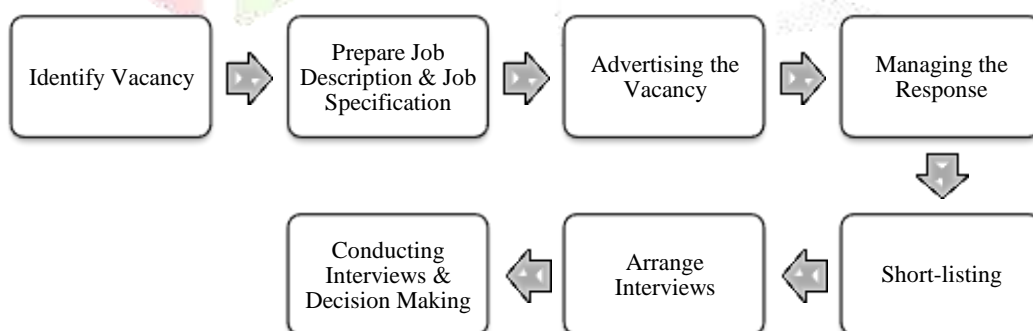 Identify Vacancy
Prepare Job
Description & Job
Specification
Advertising the
Vacancy
Managing the
Response
Short-listing
Arrange
Interviews
Conducting
Interviews &
Decision Making